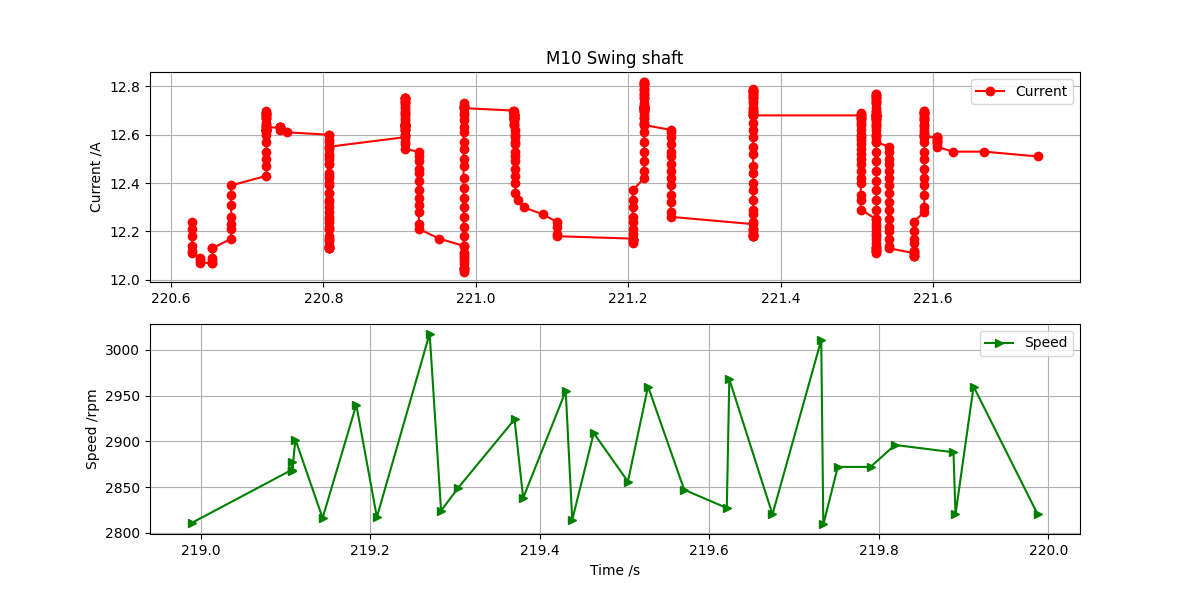 M10 Swing shaft
Current /A
12.8
12.6
12.4
12.2
12.0
Current
220.6 220.8 221.0 221.2 221.4 221.6
Speed /rpm
3000
2950
2900
2850
2800
Speed
219.0 219.2 219.4 219.6 219.8 220.0
Time /s